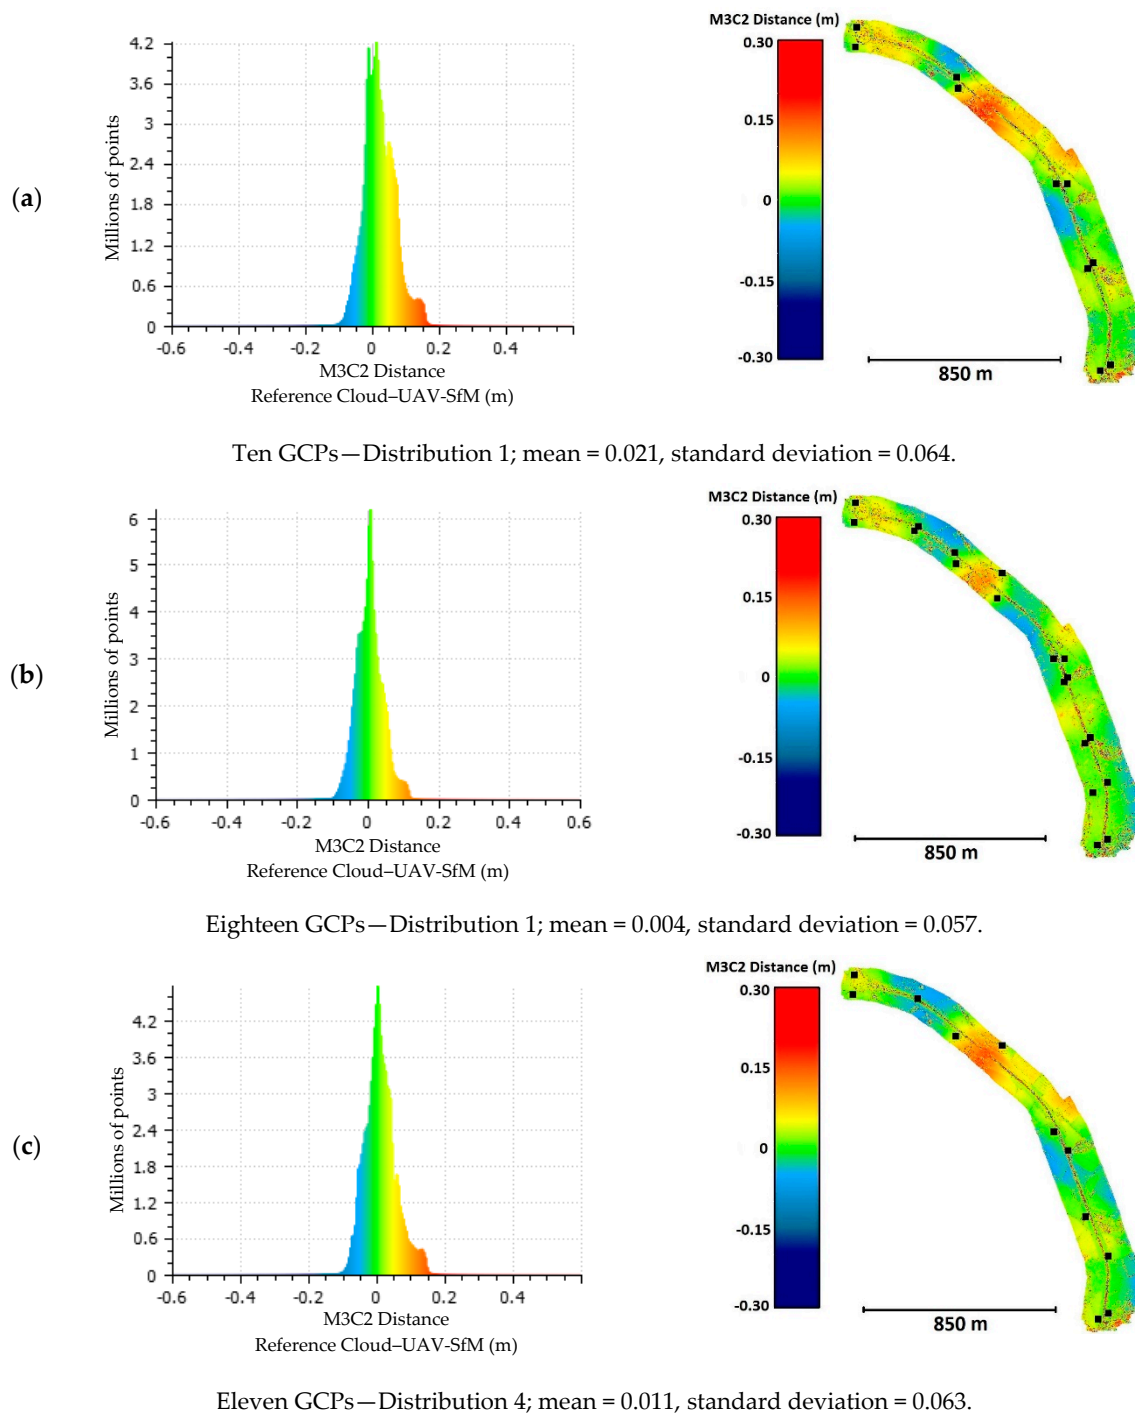 (a)
Millions of points
4.2
3.6
3
2.4
1.8
1.2
0.6
0
-0.6 -0.4 -0.2 0 0.2 0.4
M3C2 Distance
Reference Cloud–UAV-SfM (m)
M3C2 Distance (m)
0.30
0.15
0
-0.15
-0.30
850 m
Ten GCPs—Distribution 1; mean = 0.021, standard deviation = 0.064.
(b)
Millions of points
6
5
4
3
2
1
0
-0.6 -0.4 -0.2 0 0.2 0.4 0.6
M3C2 Distance
Reference Cloud–UAV-SfM (m)
M3C2 Distance (m)
0.30
0.15
0
-0.15
-0.30
850 m
Eighteen GCPs—Distribution 1; mean = 0.004, standard deviation = 0.057.
(c)
Millions of points
4.2
3.6
3
2.4
1.8
1.2
0.6
0
-0.6 -0.4 -0.2 0 0.2 0.4
M3C2 Distance
Reference Cloud–UAV-SfM (m)
M3C2 Distance (m)
0.30
0.15
0
-0.15
-0.30
850 m
Eleven GCPs—Distribution 4; mean = 0.011, standard deviation = 0.063.